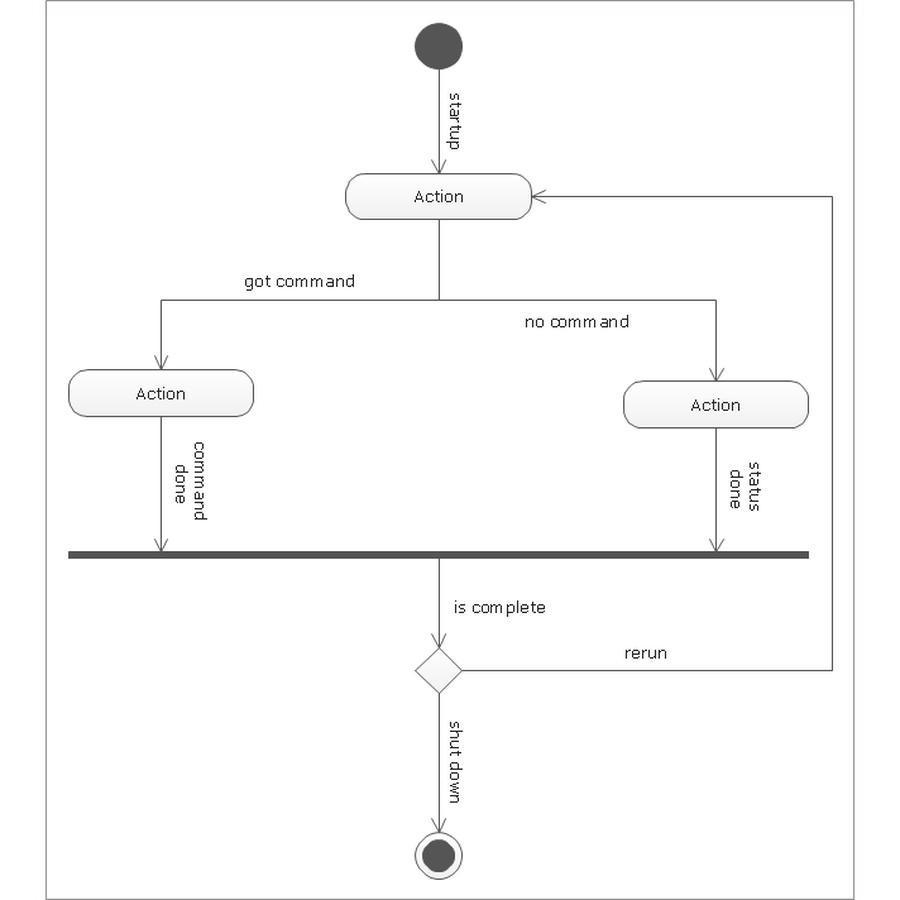 startup
Action
got command
no command
Action
Action
command
done
status
done
is complete
rerun
shut down